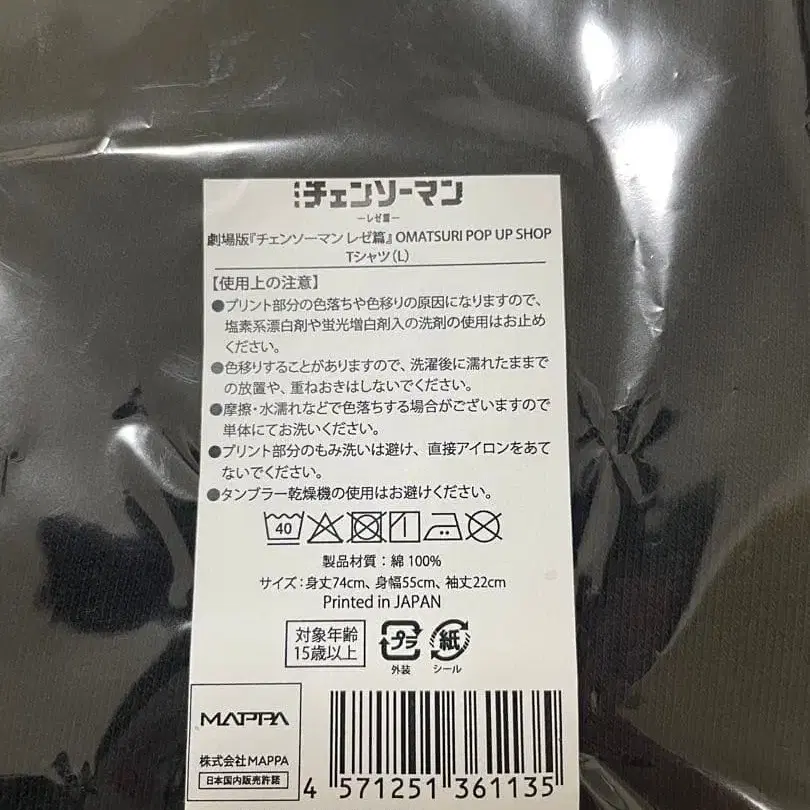 チェンソーマン
ーレゼ篇ー
劇場版『チェンソーマン レゼ篇』 OMATSURI POP UP SHOP
Tシャツ（L）
【使用上の注意】
●プリント部分の色落ちや色移りの原因になりますので、
塩素系漂白剤や蛍光増白剤入の洗剤の使用はお止め
ください。
●色移りすることがありますので、洗濯後に濡れたままで
の放置や、重ねおきはしないでください。
●摩擦・水濡れなどで色落ちする場合がございますので
単体にてお洗いください。
●プリント部分のもみ洗いは避け、直接アイロンをあて
ないでください。
●タンブラー乾燥機の使用はお避けください。
40
製品材質：綿 100%
サイズ：身丈74cm、身幅55cm、袖丈22cm
Printed in JAPAN
対象年齢
15歳以上
プラ
外装
紙
シール
MAPPA
株式会社MAPPA
日本国内販売許諾
4 571251 361135